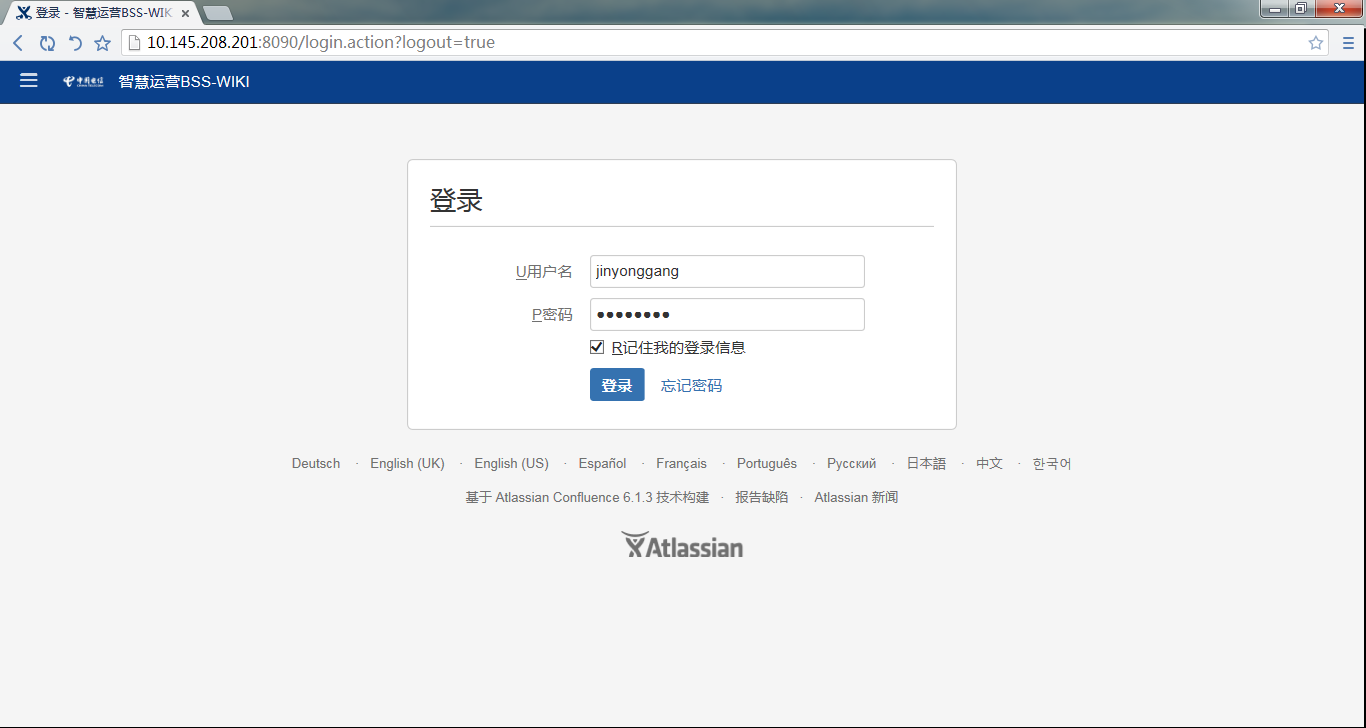 登录 - 智慧运营BSS-WIK
10.145.208.201:8090/login.action?logout=true
中国电信 智慧运营BSS-WIKI
登录
U用户名 jinyonggang
P密码 ••••••••
R记住我的登录信息
登录 忘记密码
Deutsch · English (UK) · English (US) · Español · Français · Português · Русский · 日本語 · 中文 · 한국어
基于 Atlassian Confluence 6.1.3 技术构建 · 报告缺陷 · Atlassian 新闻
Atlassian